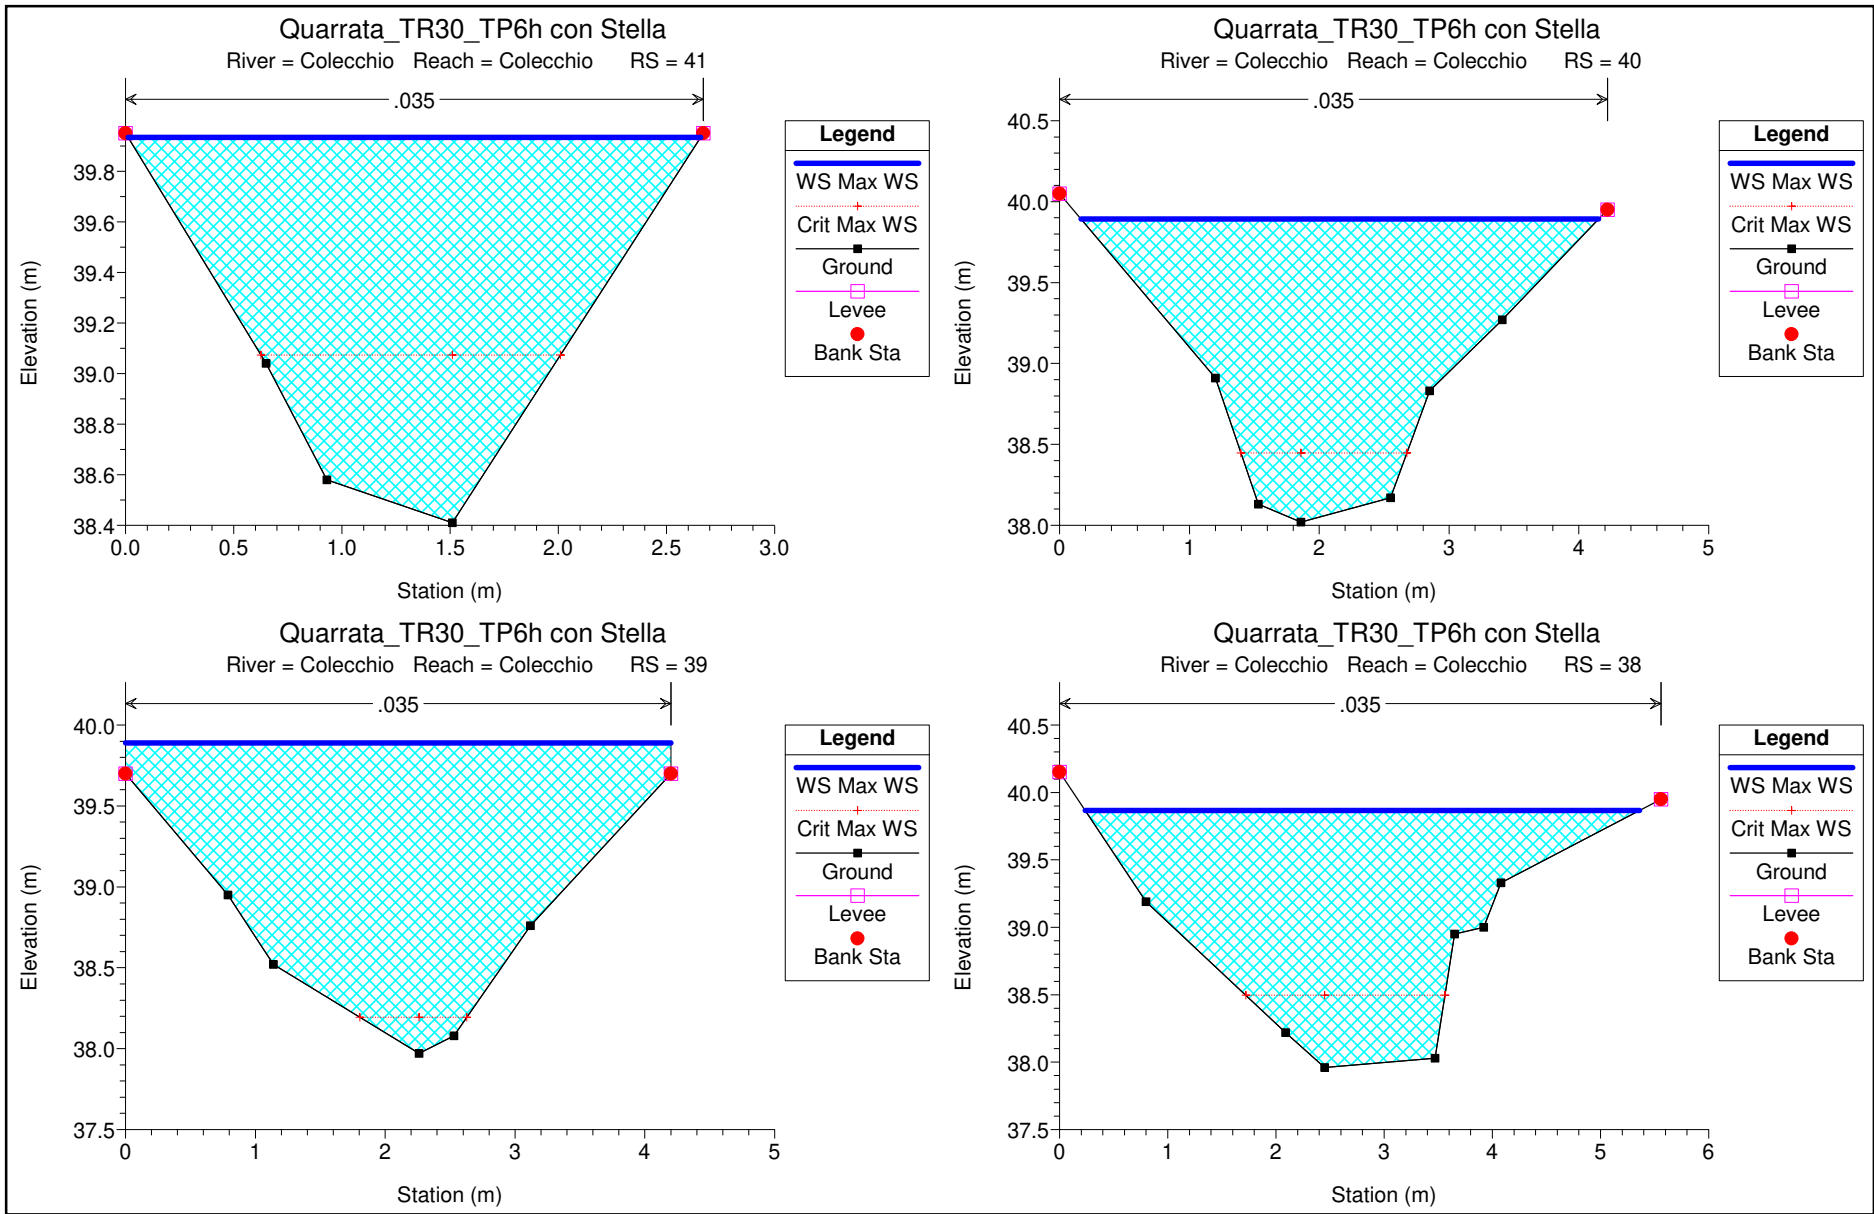 Quarrata_TR30_TP6h con Stella
River = Colecchio Reach = Colecchio RS = 41
.035
39.8
39.6
39.4
39.2
39.0
38.8
38.6
38.4
0.0 0.5 1.0 1.5 2.0 2.5 3.0
Station (m)
Elevation (m)
Legend
WS Max WS
Crit Max WS
Ground
Levee
Bank Sta
Quarrata_TR30_TP6h con Stella
River = Colecchio Reach = Colecchio RS = 40
.035
40.5
40.0
39.5
39.0
38.5
38.0
0 1 2 3 4 5
Station (m)
Elevation (m)
Legend
WS Max WS
Crit Max WS
Ground
Levee
Bank Sta
Quarrata_TR30_TP6h con Stella
River = Colecchio Reach = Colecchio RS = 39
.035
40.0
39.5
39.0
38.5
38.0
37.5
0 1 2 3 4 5
Station (m)
Elevation (m)
Legend
WS Max WS
Crit Max WS
Ground
Levee
Bank Sta
Quarrata_TR30_TP6h con Stella
River = Colecchio Reach = Colecchio RS = 38
.035
40.5
40.0
39.5
39.0
38.5
38.0
37.5
0 1 2 3 4 5 6
Station (m)
Elevation (m)
Legend
WS Max WS
Crit Max WS
Ground
Levee
Bank Sta